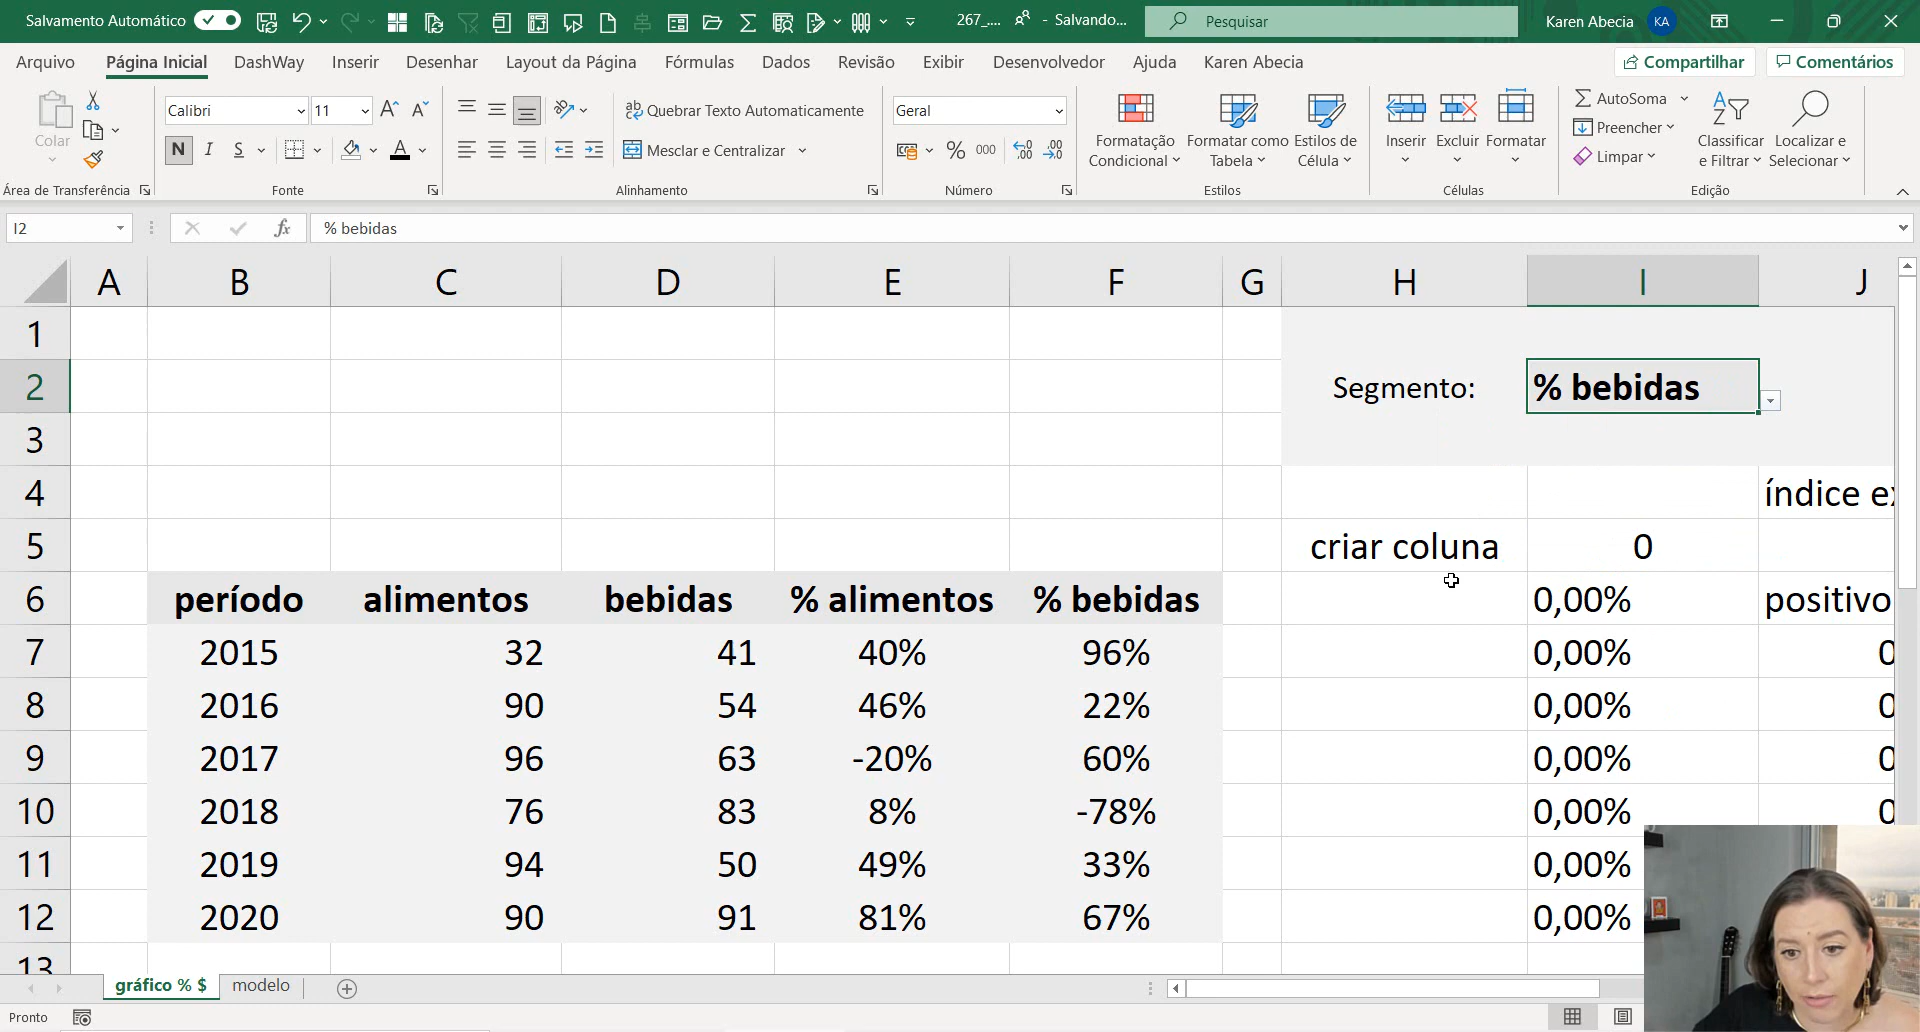 Salvamento Automático
267_.... - Salvando...
Pesquisar
Karen Abecia KA
Arquivo Página Inicial DashWay Inserir Desenhar Layout da Página Fórmulas Dados Revisão Exibir Desenvolvedor Ajuda Karen Abecia
Compartilhar Comentários
Colar
Área de Transferência
Calibri 11
N I S A
Fonte
Quebrar Texto Automaticamente
Mesclar e Centralizar
Alinhamento
Geral
% 000
Número
Formatação Condicional
Formatar como Tabela
Estilos de Célula
Estilos
Inserir Excluir Formatar
Células
AutoSoma
Preencher
Limpar
Classificar e Filtrar
Localizar e Selecionar
Edição
I2 fx % bebidas
A B C D E F G H I J
1
2 Segmento: % bebidas
3
4 índice ex
5 criar coluna 0
6 período alimentos bebidas % alimentos % bebidas 0,00% positivo
7 2015 32 41 40% 96% 0,00% 0
8 2016 90 54 46% 22% 0,00% 0
9 2017 96 63 -20% 60% 0,00% 0
10 2018 76 83 8% -78% 0,00% 0
11 2019 94 50 49% 33% 0,00%
12 2020 90 91 81% 67% 0,00%
13
gráfico % $ modelo
Pronto